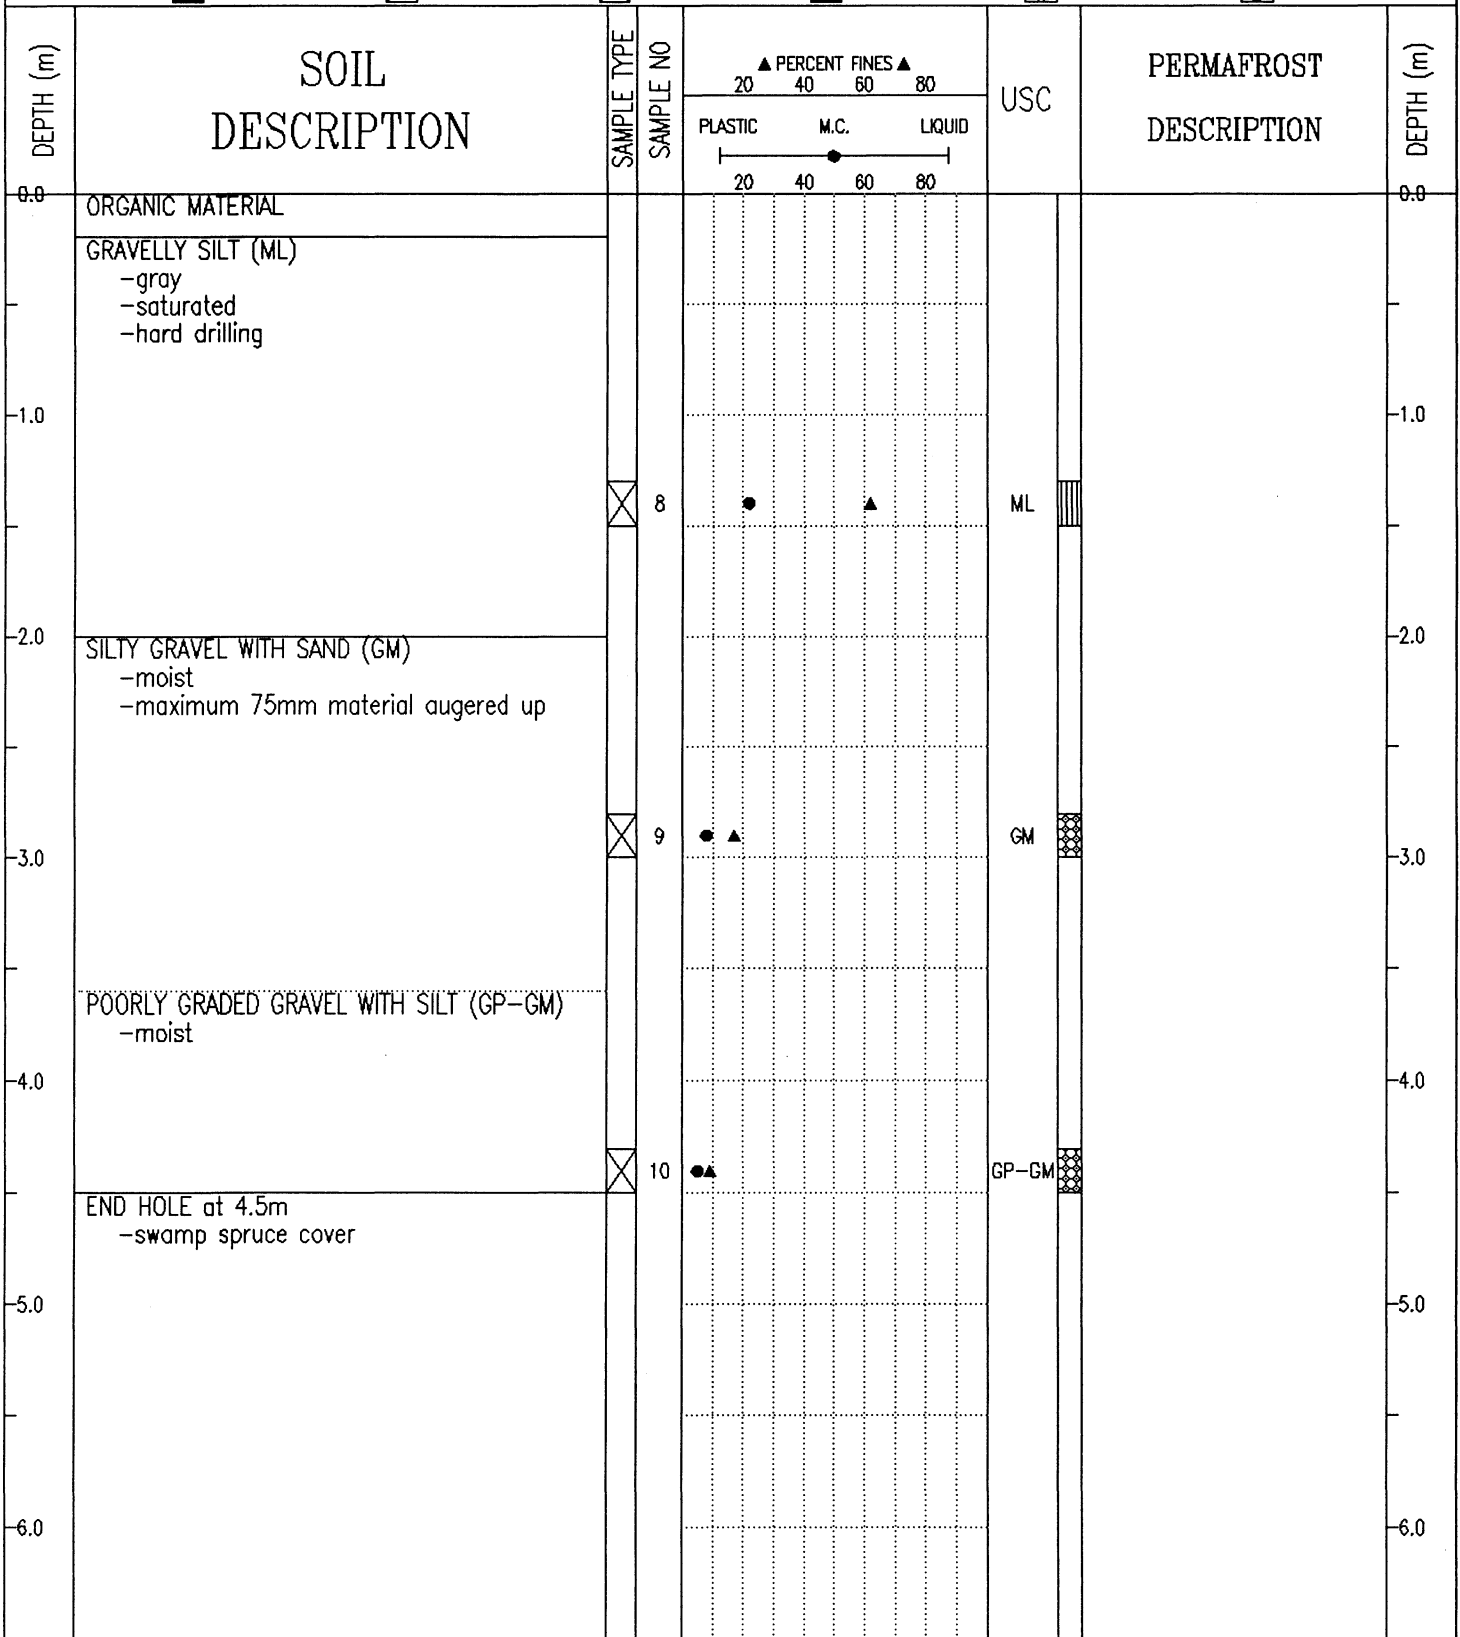 DEPTH (m)
SOIL
DESCRIPTION
SAMPLE TYPE
SAMPLE NO
▲ PERCENT FINES ▲
20 40 60 80
PLASTIC M.C. LIQUID
20 40 60 80
USC
PERMAFROST
DESCRIPTION
DEPTH (m)
0.0 0.0
ORGANIC MATERIAL
GRAVELLY SILT (ML)
-gray
-saturated
-hard drilling
1.0 1.0
8 ML
2.0 2.0
SILTY GRAVEL WITH SAND (GM)
-moist
-maximum 75mm material augered up
9 GM
3.0 3.0
POORLY GRADED GRAVEL WITH SILT (GP-GM)
-moist
4.0 4.0
10 GP-GM
END HOLE at 4.5m
-swamp spruce cover
5.0 5.0
6.0 6.0